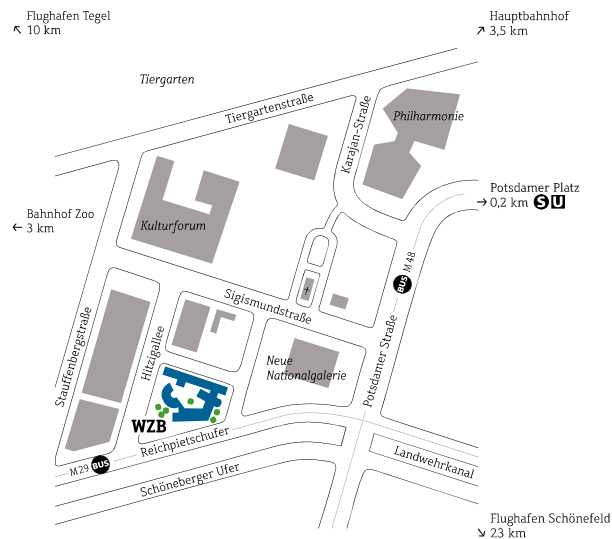 Flughafen Tegel
↖ 10 km
Hauptbahnhof
↗ 3,5 km
Tiergarten
Tiergartenstraße
Karajan-Straße
Philharmonie
Potsdamer Platz
→ 0,2 km S U
Bahnhof Zoo
← 3 km
Kulturforum
BUS M 48
Sigismundstraße
Stauffenbergstraße
Hitzigallee
Potsdamer Straße
Neue
Nationalgalerie
WZB
Reichpietschufer
M29 BUS
Landwehrkanal
Schöneberger Ufer
Flughafen Schönefeld
↘ 23 km